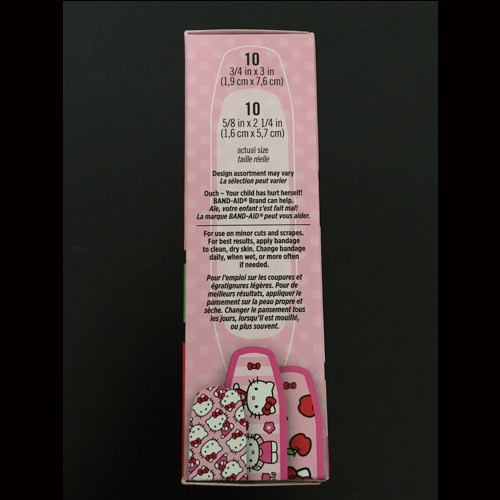 10
3/4 in x 3 in
(1,9 cm x 7,6 cm)
10
5/8 in x 2 1/4 in
(1,6 cm x 5,7 cm)
actual size
taille réelle
Design assortment may vary
La sélection peut varier
Ouch – Your child has hurt herself!
BAND-AID® Brand can help.
Aïe, votre enfant s'est fait mal!
La marque BAND-AID® peut vous aider.
For use on minor cuts and scrapes.
For best results, apply bandage
to clean, dry skin. Change bandage
daily, when wet, or more often
if needed.
Pour l'emploi sur les coupures et
égratignures légères. Pour de
meilleurs résultats, appliquer le
pansement sur la peau propre et
sèche. Changer le pansement tous
les jours, lorsqu'il est mouillé,
ou plus souvent.